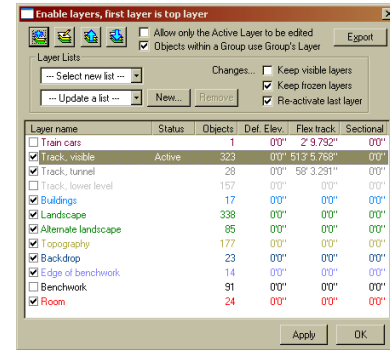 Enable layers, first layer is top layer
Allow only the Active Layer to be edited
Objects within a Group use Group's Layer
Export
Layer Lists
--- Select new list ---
Changes...
Keep visible layers
Keep frozen layers
--- Update a list ---
New...
Remove
Re-activate last layer
Layer name Status Objects Def. Elev. Flex track Sectional
Train cars 1 0'0" 2' 9.792" 0'0"
Track, visible Active 323 0'0" 513' 5.768" 0'0"
Track, tunnel 28 0'0" 58' 3.291" 0'0"
Track, lower level 157 0'0" 0'0" 0'0"
Buildings 17 0'0" 0'0" 0'0"
Landscape 338 0'0" 0'0" 0'0"
Alternate landscape 85 0'0" 0'0" 0'0"
Topography 177 0'0" 0'0" 0'0"
Backdrop 23 0'0" 0'0" 0'0"
Edge of benchwork 14 0'0" 0'0" 0'0"
Benchwork 91 0'0" 0'0" 0'0"
Room 24 0'0" 0'0" 0'0"
Apply
OK